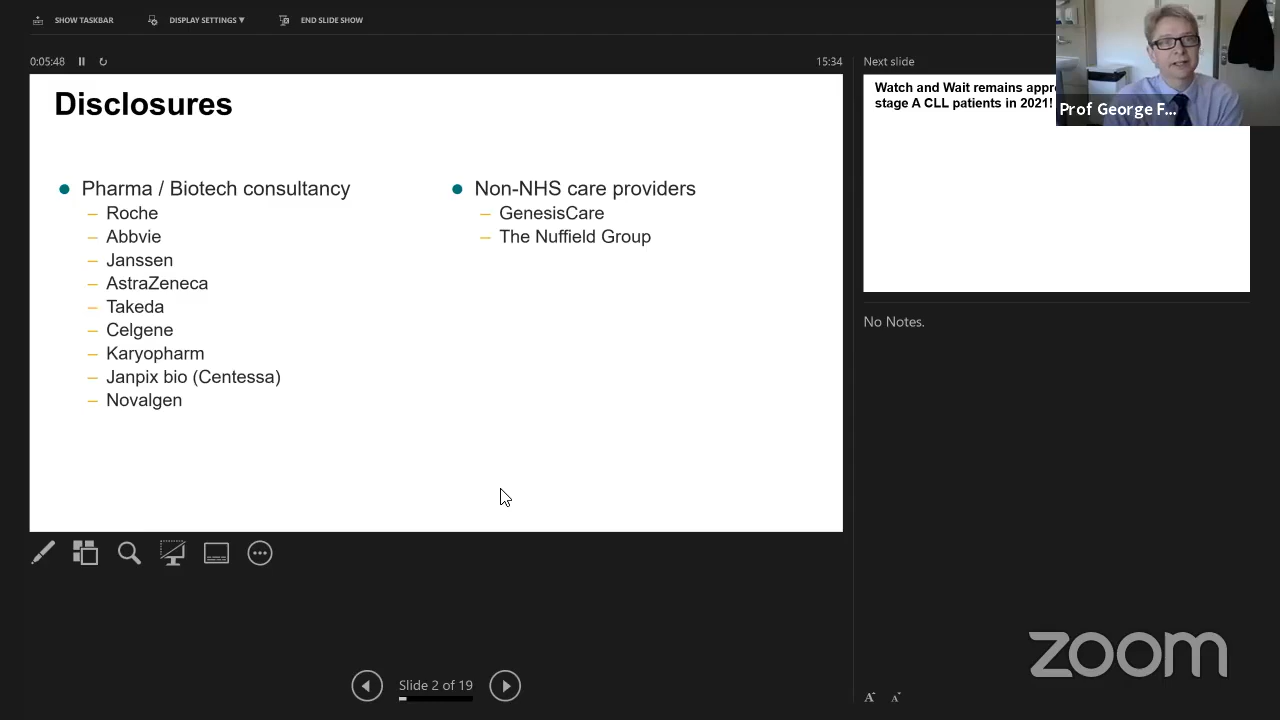 SHOW TASKBAR
DISPLAY SETTINGS ▼
END SLIDE SHOW
0:05:48
15:34
Disclosures
Pharma / Biotech consultancy
– Roche
– Abbvie
– Janssen
– AstraZeneca
– Takeda
– Celgene
– Karyopharm
– Janpix bio (Centessa)
– Novalgen
Non-NHS care providers
– GenesisCare
– The Nuffield Group
Next slide
Watch and Wait remains
stage A CLL patients in 2021!
Prof George F...
No Notes.
Slide 2 of 19
A
A
zoom